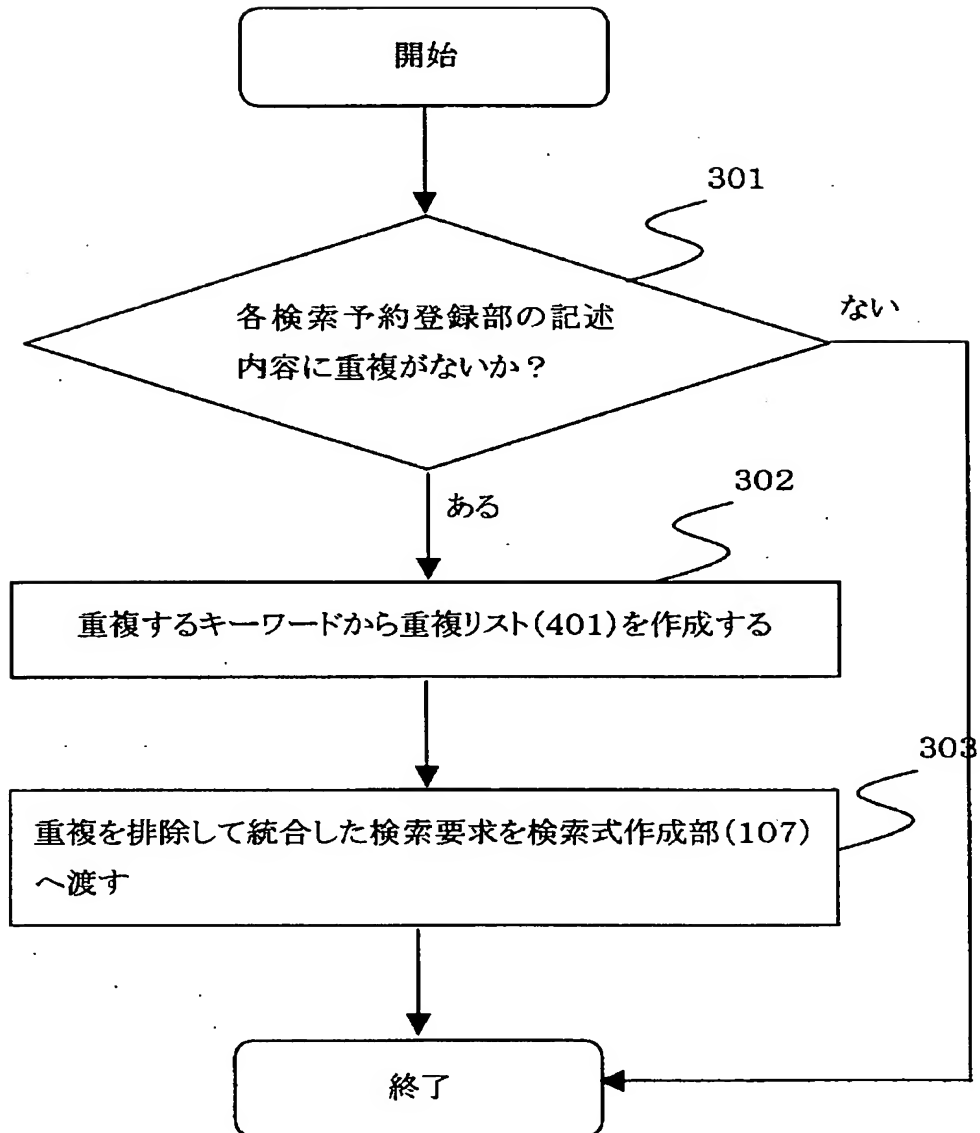 開始
301
各検索予約登録部の記述
内容に重複がないか?
ない
ある
302
重複するキーワードから重複リスト(401)を作成する
303
重複を排除して統合した検索要求を検索式作成部(107)
へ渡す
終了